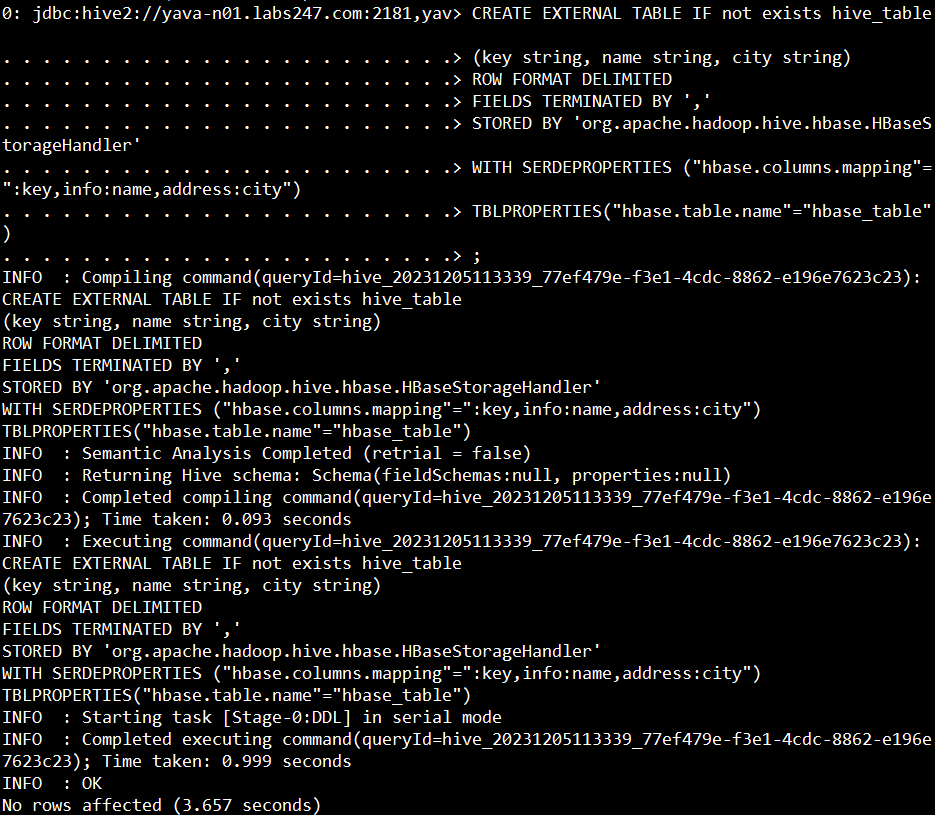 0: jdbc:hive2://yava-n01.labs247.com:2181,yav> CREATE EXTERNAL TABLE IF not exists hive_table
. . . . . . . . . . . . . . . . . . . . . . .> (key string, name string, city string)
. . . . . . . . . . . . . . . . . . . . . . .> ROW FORMAT DELIMITED
. . . . . . . . . . . . . . . . . . . . . . .> FIELDS TERMINATED BY ','
. . . . . . . . . . . . . . . . . . . . . . .> STORED BY 'org.apache.hadoop.hive.hbase.HBaseS
torageHandler'
. . . . . . . . . . . . . . . . . . . . . . .> WITH SERDEPROPERTIES ("hbase.columns.mapping"=
":key,info:name,address:city")
. . . . . . . . . . . . . . . . . . . . . . .> TBLPROPERTIES("hbase.table.name"="hbase_table"
)
. . . . . . . . . . . . . . . . . . . . . . .> ;
INFO  : Compiling command(queryId=hive_20231205113339_77ef479e-f3e1-4cdc-8862-e196e7623c23):
CREATE EXTERNAL TABLE IF not exists hive_table
(key string, name string, city string)
ROW FORMAT DELIMITED
FIELDS TERMINATED BY ','
STORED BY 'org.apache.hadoop.hive.hbase.HBaseStorageHandler'
WITH SERDEPROPERTIES ("hbase.columns.mapping"=":key,info:name,address:city")
TBLPROPERTIES("hbase.table.name"="hbase_table")
INFO  : Semantic Analysis Completed (retrial = false)
INFO  : Returning Hive schema: Schema(fieldSchemas:null, properties:null)
INFO  : Completed compiling command(queryId=hive_20231205113339_77ef479e-f3e1-4cdc-8862-e196e
7623c23); Time taken: 0.093 seconds
INFO  : Executing command(queryId=hive_20231205113339_77ef479e-f3e1-4cdc-8862-e196e7623c23):
CREATE EXTERNAL TABLE IF not exists hive_table
(key string, name string, city string)
ROW FORMAT DELIMITED
FIELDS TERMINATED BY ','
STORED BY 'org.apache.hadoop.hive.hbase.HBaseStorageHandler'
WITH SERDEPROPERTIES ("hbase.columns.mapping"=":key,info:name,address:city")
TBLPROPERTIES("hbase.table.name"="hbase_table")
INFO  : Starting task [Stage-0:DDL] in serial mode
INFO  : Completed executing command(queryId=hive_20231205113339_77ef479e-f3e1-4cdc-8862-e196e
7623c23); Time taken: 0.999 seconds
INFO  : OK
No rows affected (3.657 seconds)